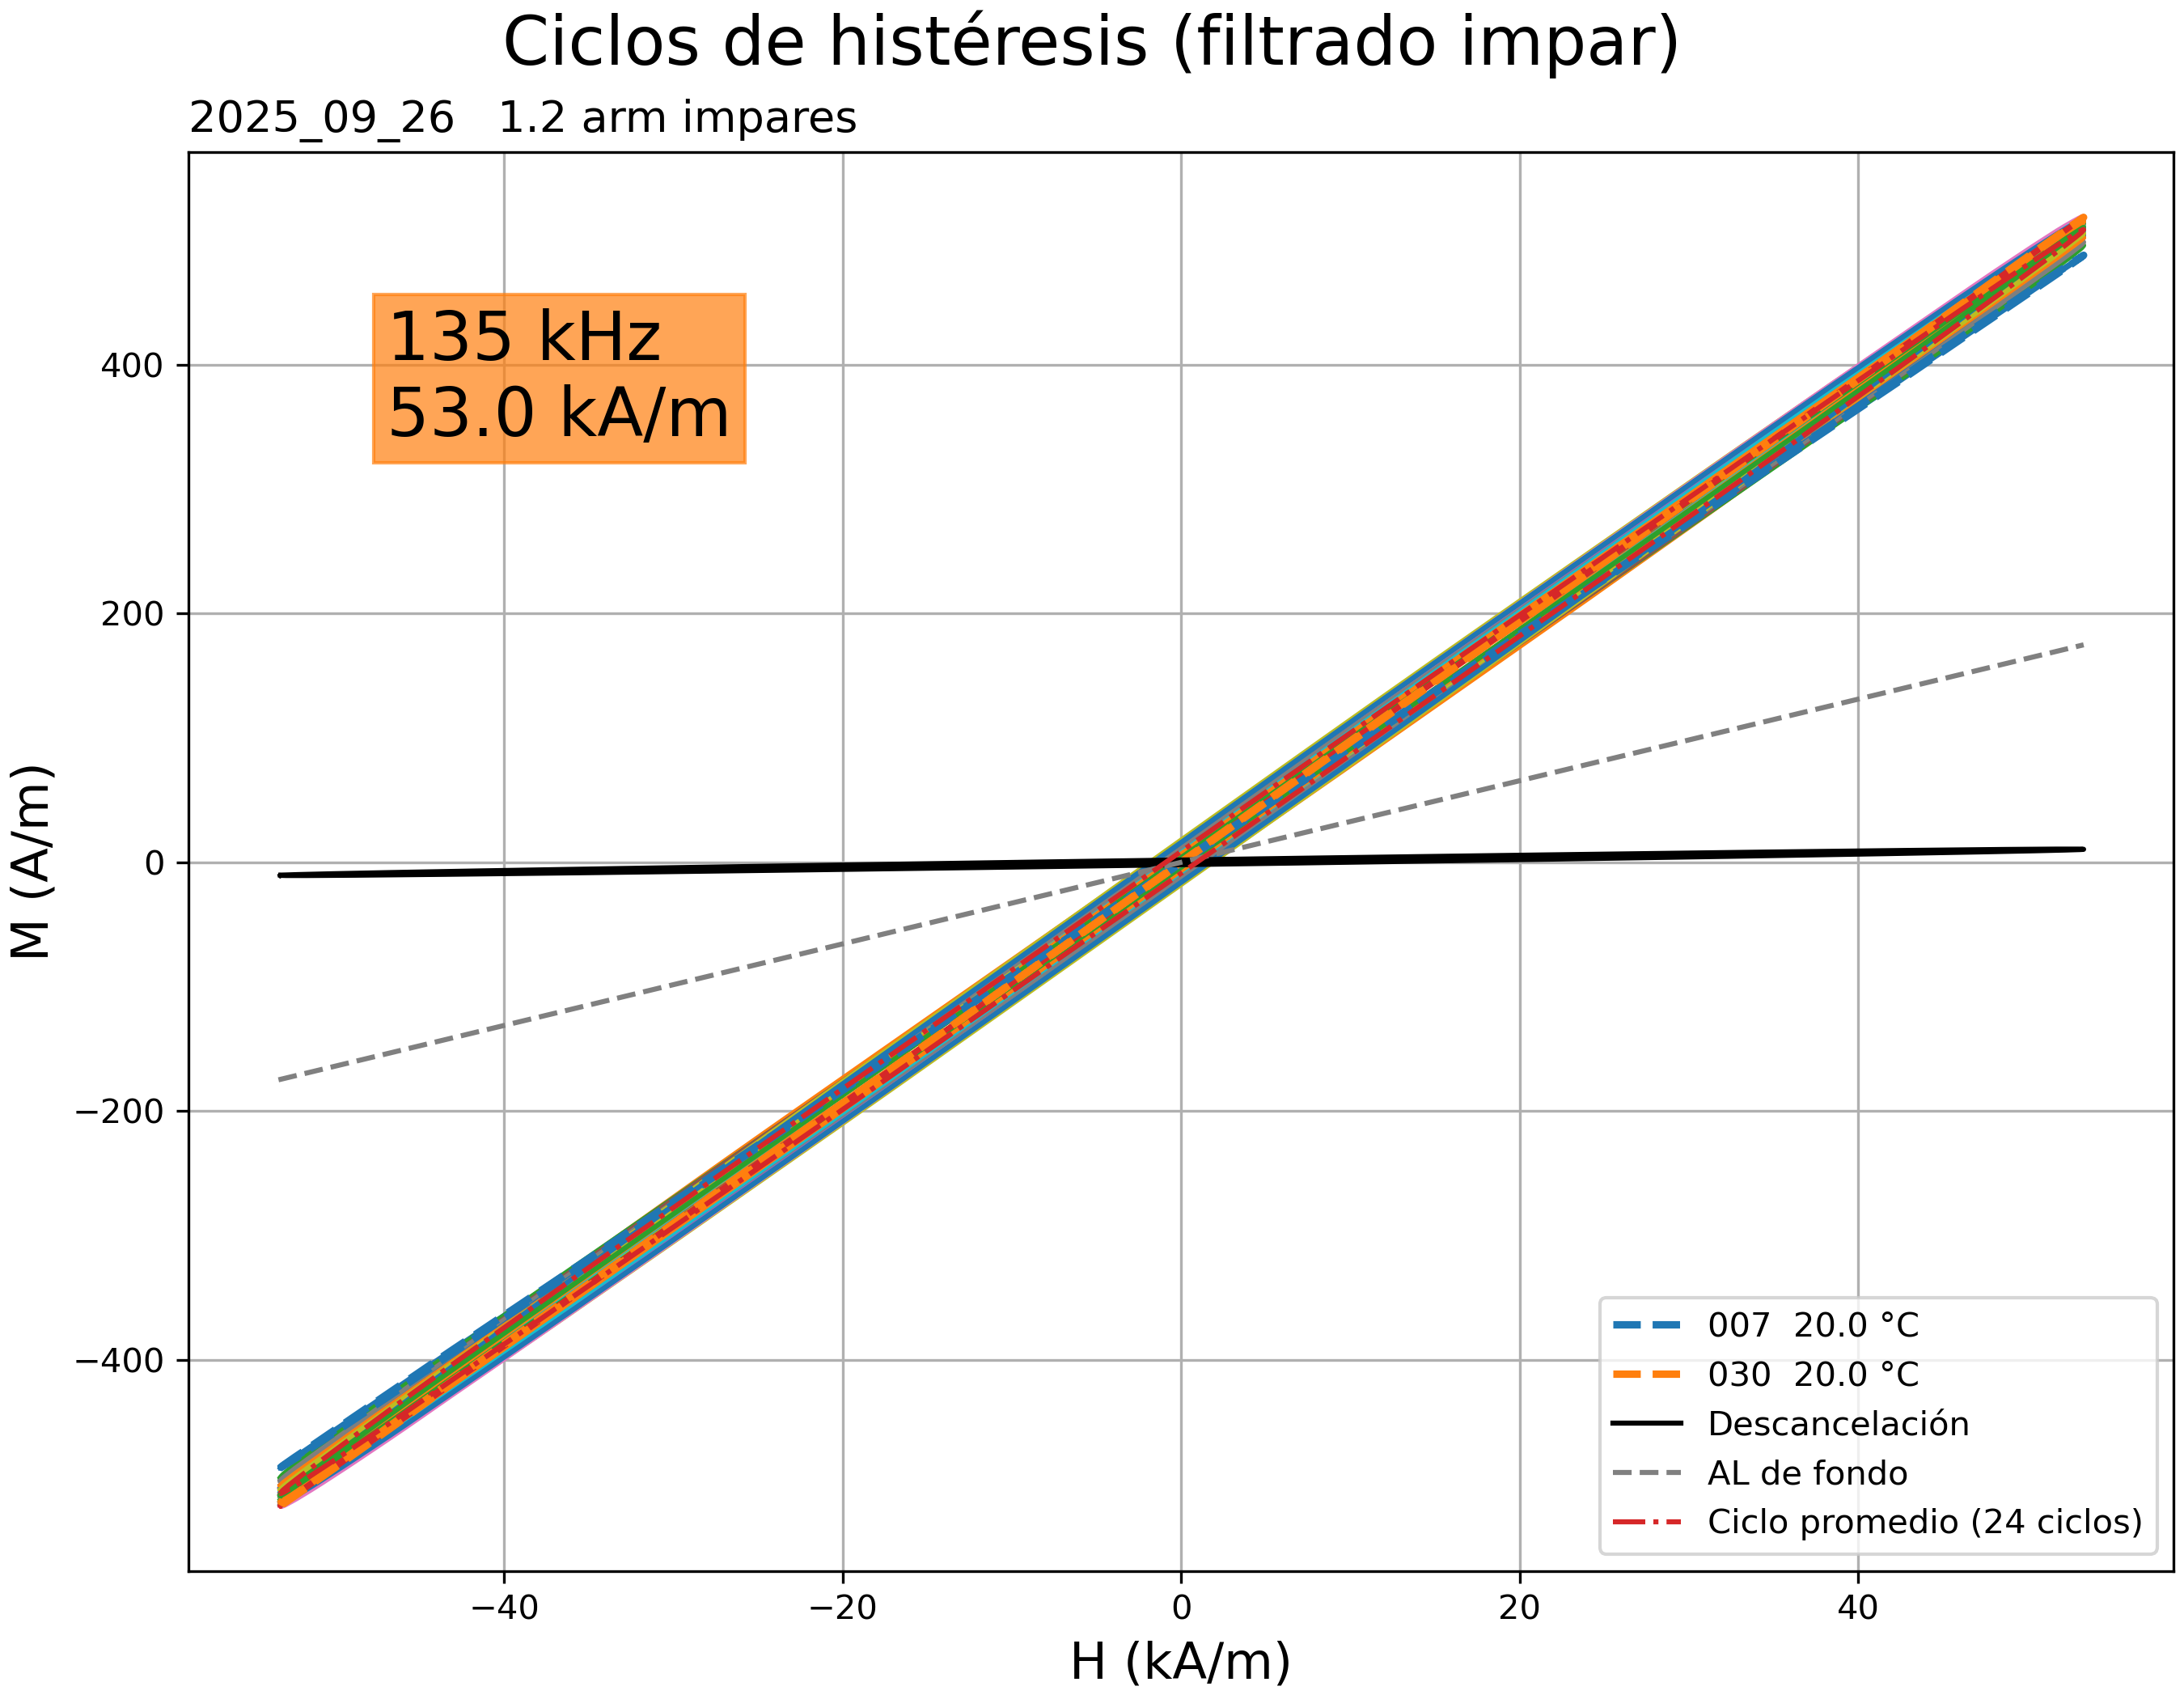 Ciclos de histéresis (filtrado impar)
2025_09_26   1.2 arm impares
135 kHz
53.0 kA/m
M (A/m)
400
200
0
−200
−400
−40
−20
0
20
40
H (kA/m)
007  20.0 °C
030  20.0 °C
Descancelación
AL de fondo
Ciclo promedio (24 ciclos)